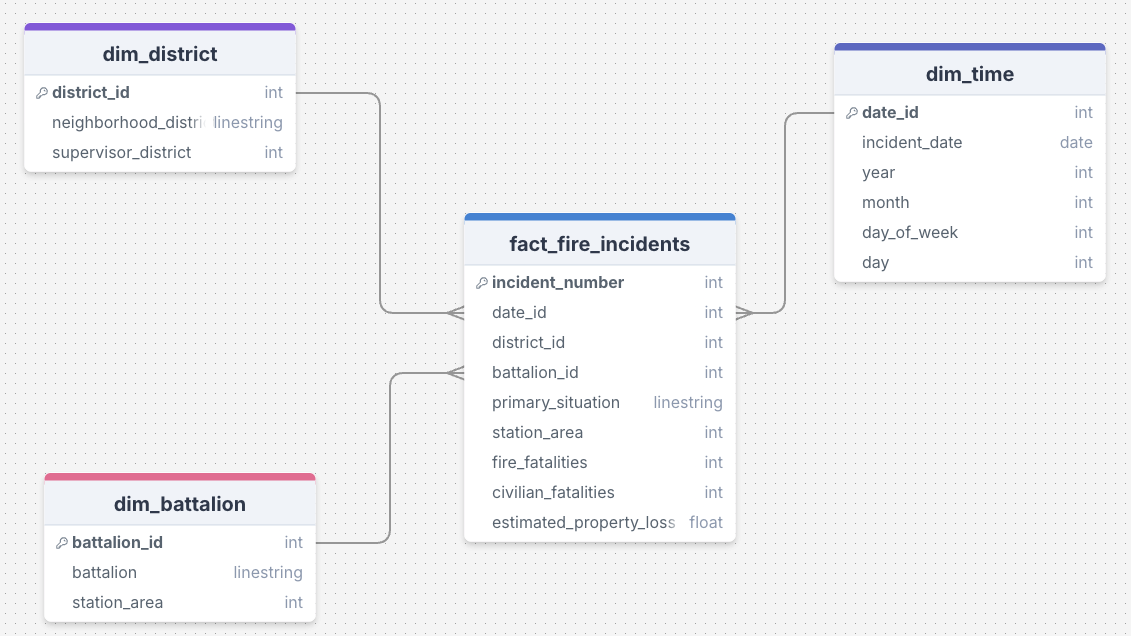 dim_district
district_id int
neighborhood_distri linestring
supervisor_district int
dim_time
date_id int
incident_date date
year int
month int
day_of_week int
day int
fact_fire_incidents
incident_number int
date_id int
district_id int
battalion_id int
primary_situation linestring
station_area int
fire_fatalities int
civilian_fatalities int
estimated_property_loss float
dim_battalion
battalion_id int
battalion linestring
station_area int